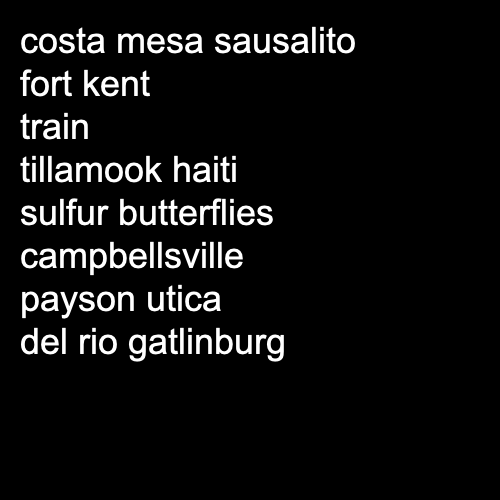 costa mesa sausalito
fort kent
train
tillamook haiti
sulfur butterflies
campbellsville
payson utica
del rio gatlinburg